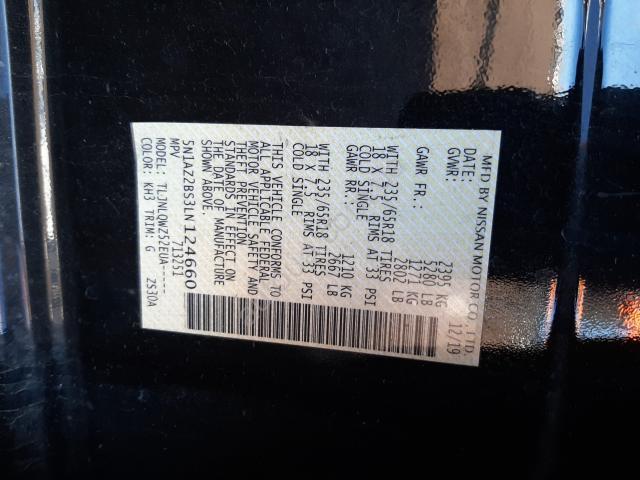 MFD BY NISSAN MOTOR CO., LTD.
DATE: 12/19
GVWR: 2395 KG
5280 LB
GAWR FR.: 1271 KG
2802 LB
WITH 235/65R18 TIRES
18 X 7.5 RIMS AT 33 PSI
COLD SINGLE
GAWR RR.: 1210 KG
2667 LB
WITH 235/65R18 TIRES
18 X 7.5 RIMS AT 33 PSI
COLD SINGLE
THIS VEHICLE CONFORMS TO
ALL APPLICABLE FEDERAL
MOTOR VEHICLE SAFETY AND
THEFT PREVENTION
STANDARDS IN EFFECT ON
THE DATE OF MANUFACTURE
SHOWN ABOVE.
5N1AZ2BS3LN124660
713251
MPV
MODEL: TLJNLQWZ52EUA-----
COLOR: KH3 TRIM: G ZS30A